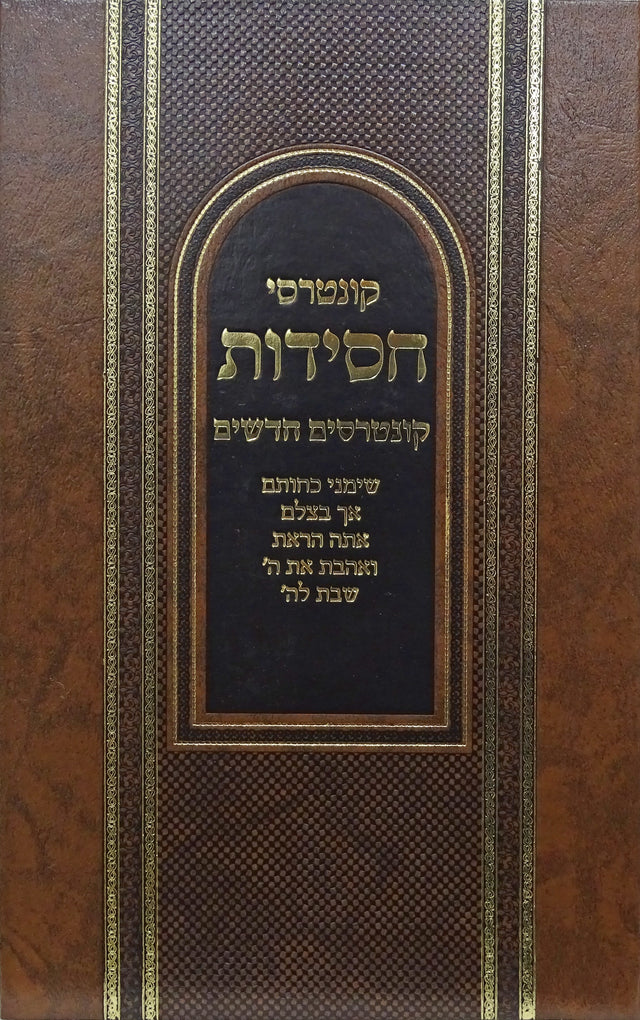 קונטרסי
חסידות
קונטרסים חדשים
שימני כחותם
אך בצלם
אתה הראת
ואהבת את ה'
שבת לה'